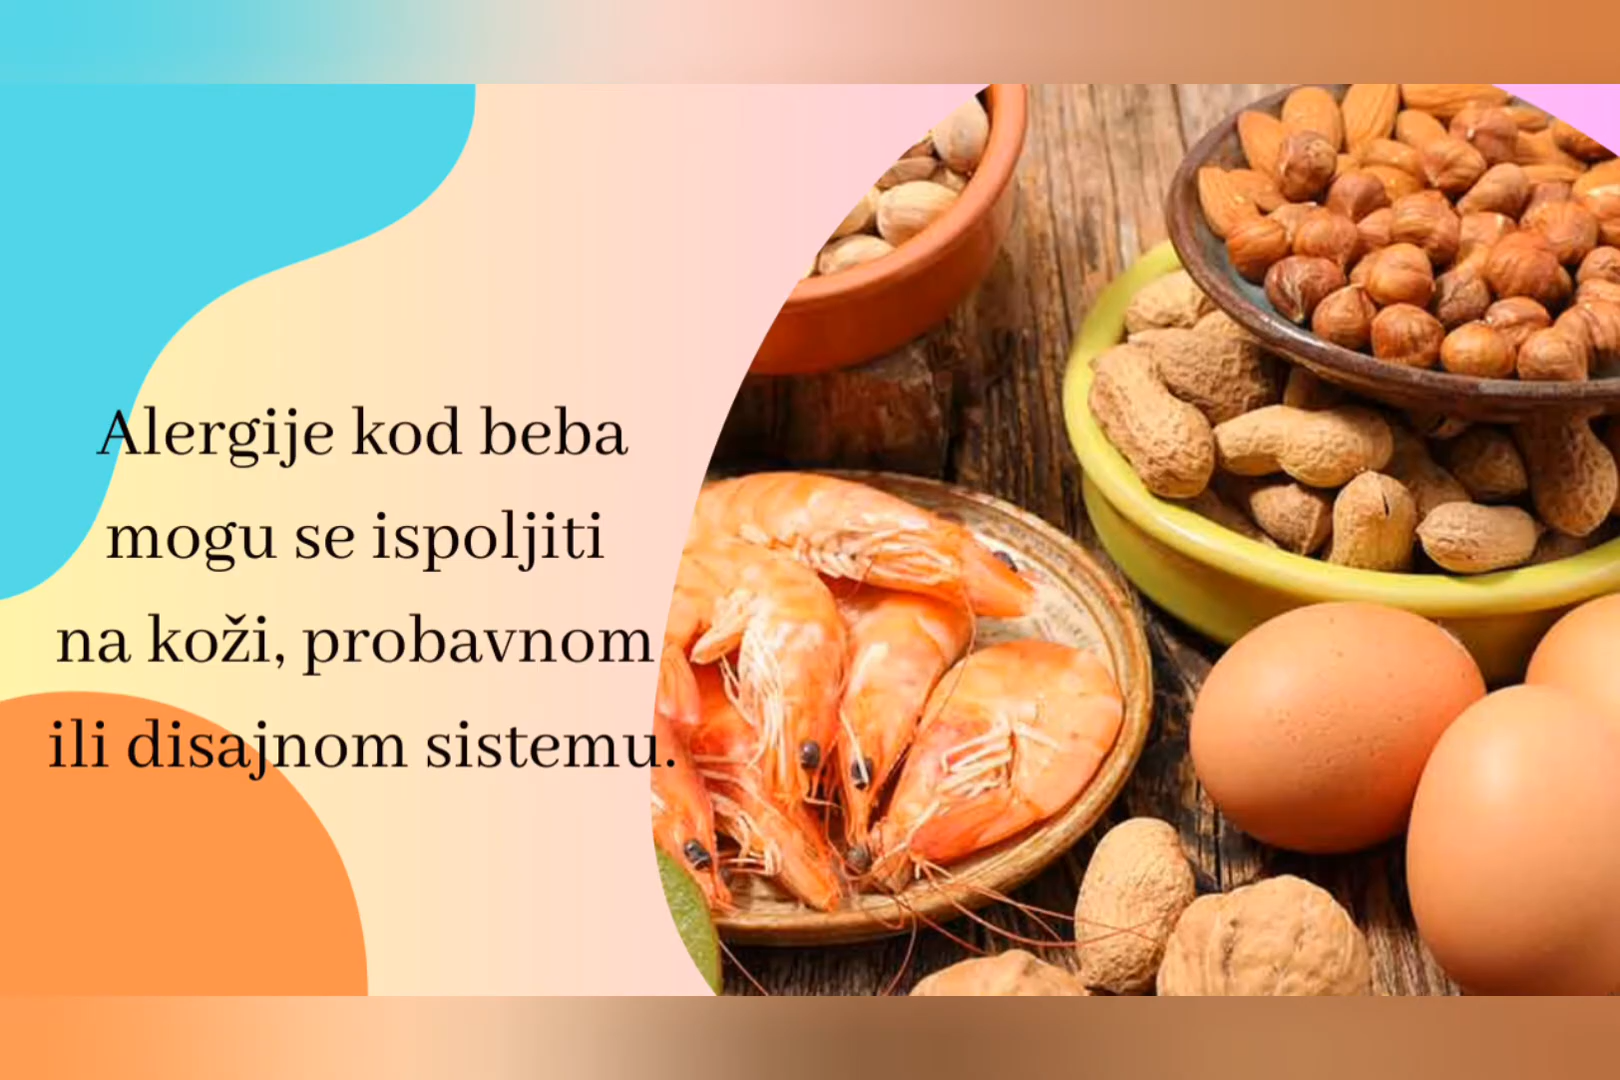 Alergije kod beba
mogu se ispoljiti
na koži, probavnom
ili disajnom sistemu.